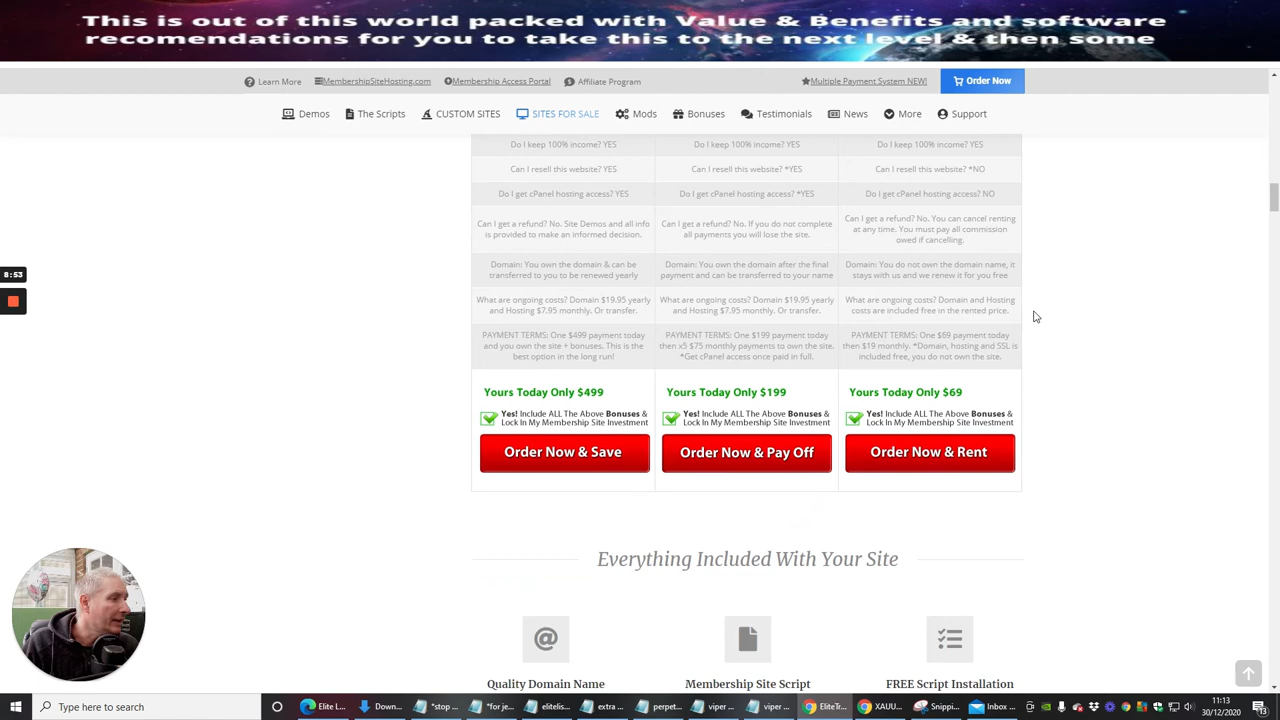 This is out of this world packed with Value & Benefits and software
recomendations for you to take this to the next level & then some
Learn More
MembershipSiteHosting.com
Membership Access Portal
Affiliate Program
Multiple Payment System NEW!
Order Now
Demos
The Scripts
CUSTOM SITES
SITES FOR SALE
Mods
Bonuses
Testimonials
News
More
Support
Do I keep 100% income? YES
Do I keep 100% income? YES
Do I keep 100% income? YES
Can I resell this website? YES
Can I resell this website? *YES
Can I resell this website? *NO
Do I get cPanel hosting access? YES
Do I get cPanel hosting access? *YES
Do I get cPanel hosting access? NO
Can I get a refund? No. Site Demos and all info
is provided to make an informed decision.
Can I get a refund? No. If you do not complete
all payments you will lose the site.
Can I get a refund? No. You can cancel renting
at any time. You must pay all commission
owed if cancelling.
Domain: You own the domain & can be
transferred to you to be renewed yearly
Domain: You own the domain after the final
payment and can be transferred to your name
Domain: You do not own the domain name, it
stays with us and we renew it for you free
What are ongoing costs? Domain $19.95 yearly
and Hosting $7.95 monthly. Or transfer.
What are ongoing costs? Domain $19.95 yearly
and Hosting $7.95 monthly. Or transfer.
What are ongoing costs? Domain and Hosting
costs are included free in the rented price.
PAYMENT TERMS: One $499 payment today
and you own the site + bonuses. This is the
best option in the long run!
PAYMENT TERMS: One $199 payment today
then x5 $75 monthly payments to own the site.
*Get cPanel access once paid in full.
PAYMENT TERMS: One $69 payment today
then $19 monthly. *Domain, hosting and SSL is
included free, you do not own the site.
Yours Today Only $499
Yours Today Only $199
Yours Today Only $69
Yes! Include ALL The Above Bonuses &
Lock In My Membership Site Investment
Yes! Include ALL The Above Bonuses &
Lock In My Membership Site Investment
Yes! Include ALL The Above Bonuses &
Lock In My Membership Site Investment
Order Now & Save
Order Now & Pay Off
Order Now & Rent
8:53
Everything Included With Your Site
@
Quality Domain Name
Membership Site Script
FREE Script Installation
Type here to search
Elite L...
Down...
*stop ...
*for je...
elitelis...
extra ...
perpet...
viper ...
viper ...
EliteTr...
XAUU...
Snippi...
Mail
11:13
30/12/2020